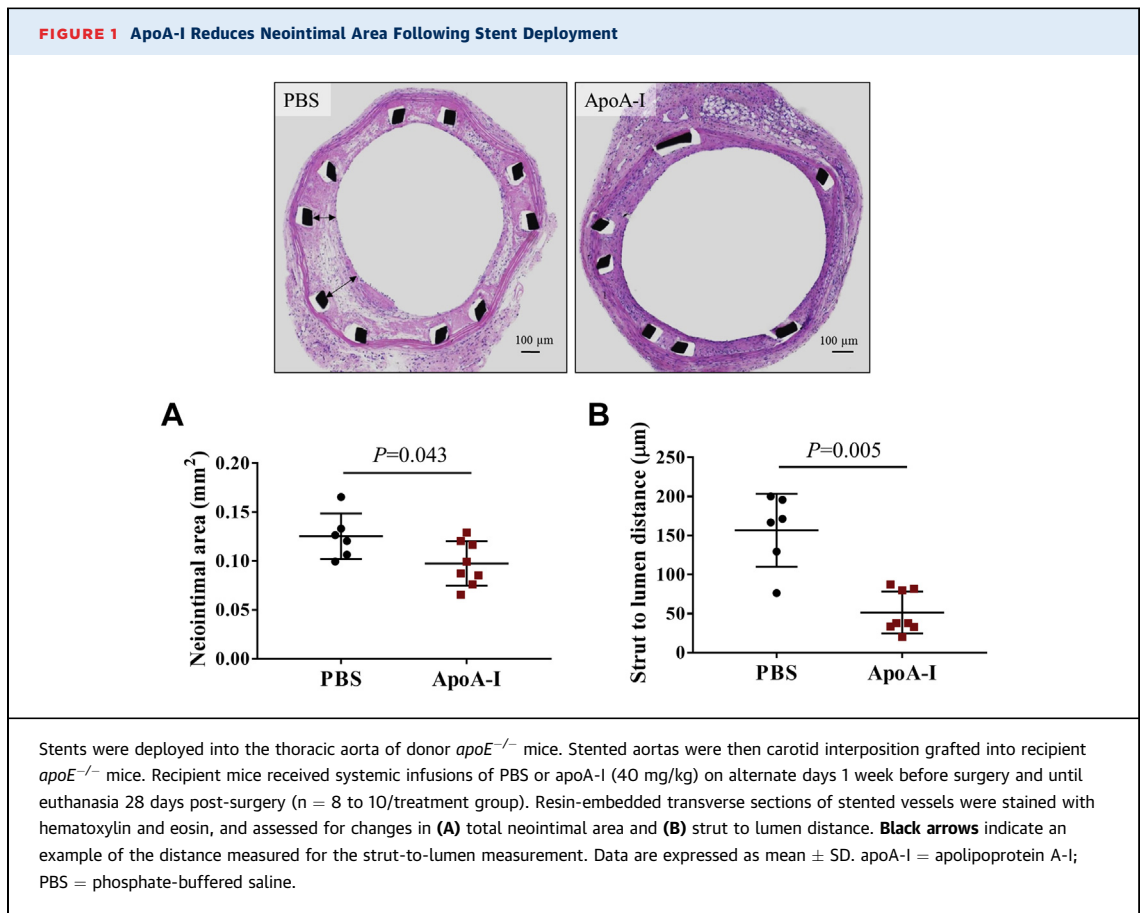 FIGURE 1 ApoA-I Reduces Neointimal Area Following Stent Deployment
PBS
ApoA-I
100 µm
100 µm
A
B
P=0.043
P=0.005
Neiointimal area (mm²)
0.20
0.15
0.10
0.05
0.00
PBS
ApoA-I
Strut to lumen distance (µm)
250
200
150
100
50
0
PBS
ApoA-I
Stents were deployed into the thoracic aorta of donor apoE−/− mice. Stented aortas were then carotid interposition grafted into recipient
apoE−/− mice. Recipient mice received systemic infusions of PBS or apoA-I (40 mg/kg) on alternate days 1 week before surgery and until
euthanasia 28 days post-surgery (n = 8 to 10/treatment group). Resin-embedded transverse sections of stented vessels were stained with
hematoxylin and eosin, and assessed for changes in (A) total neointimal area and (B) strut to lumen distance. Black arrows indicate an
example of the distance measured for the strut-to-lumen measurement. Data are expressed as mean ± SD. apoA-I = apolipoprotein A-I;
PBS = phosphate-buffered saline.